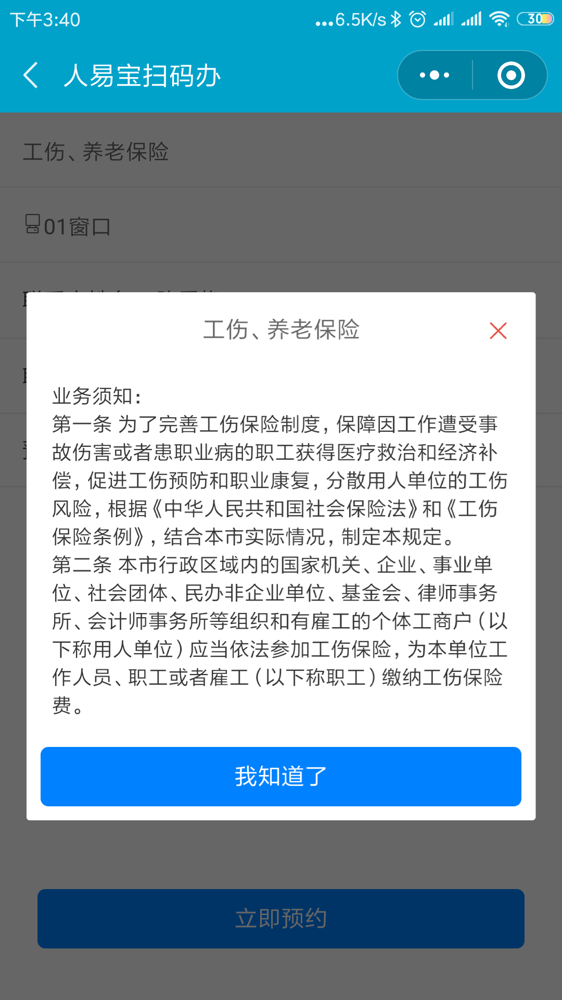 下午3:40
...6.5K/s
30
人易宝扫码办
工伤、养老保险
01窗口
工伤、养老保险
业务须知：
第一条 为了完善工伤保险制度，保障因工作遭受事
故伤害或者患职业病的职工获得医疗救治和经济补
偿，促进工伤预防和职业康复，分散用人单位的工伤
风险，根据《中华人民共和国社会保险法》和《工伤
保险条例》，结合本市实际情况，制定本规定。
第二条 本市行政区域内的国家机关、企业、事业单
位、社会团体、民办非企业单位、基金会、律师事务
所、会计师事务所等组织和有雇工的个体工商户（以
下称用人单位）应当依法参加工伤保险，为本单位工
作人员、职工或者雇工（以下称职工）缴纳工伤保险
费。
我知道了
立即预约